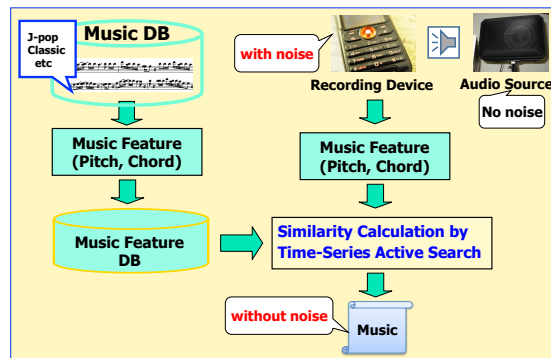 J-pop
Classic
etc
Music DB
with noise
Recording Device
Audio Source
No noise
Music Feature
(Pitch, Chord)
Music Feature
(Pitch, Chord)
Music Feature
DB
Similarity Calculation by
Time-Series Active Search
without noise
Music